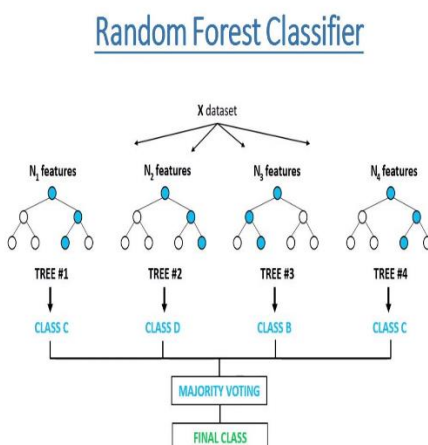 Random Forest Classifier
X dataset
N₁ features N₂ features N₃ features N₄ features
TREE #1 TREE #2 TREE #3 TREE #4
CLASS C CLASS D CLASS B CLASS C
MAJORITY VOTING
FINAL CLASS